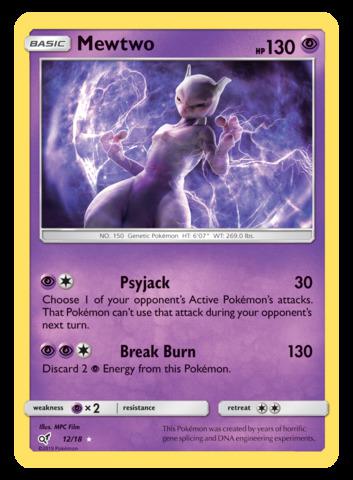 BASIC Mewtwo HP 130
NO. 150 Genetic Pokémon HT: 6'07" WT: 269.0 lbs.
Psyjack 30
Choose 1 of your opponent's Active Pokémon's attacks.
That Pokémon can't use that attack during your opponent's
next turn.
Break Burn 130
Discard 2 Energy from this Pokémon.
weakness × 2 resistance retreat
Illus. MPC Film
12/18
©2019 Pokémon
This Pokémon was created by years of horrific
gene splicing and DNA engineering experiments.